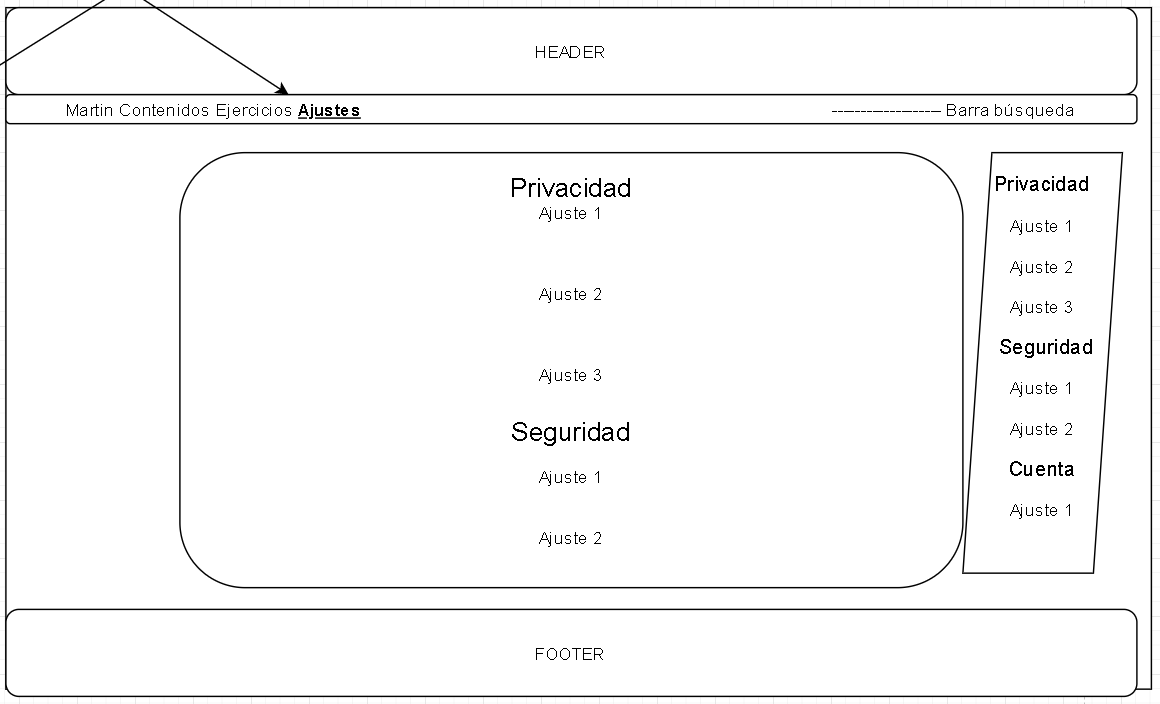 HEADER
Martin Contenidos Ejercicios Ajustes
------------------- Barra búsqueda
Privacidad
Ajuste 1
Ajuste 2
Ajuste 3
Seguridad
Ajuste 1
Ajuste 2
Privacidad
Ajuste 1
Ajuste 2
Ajuste 3
Seguridad
Ajuste 1
Ajuste 2
Cuenta
Ajuste 1
FOOTER